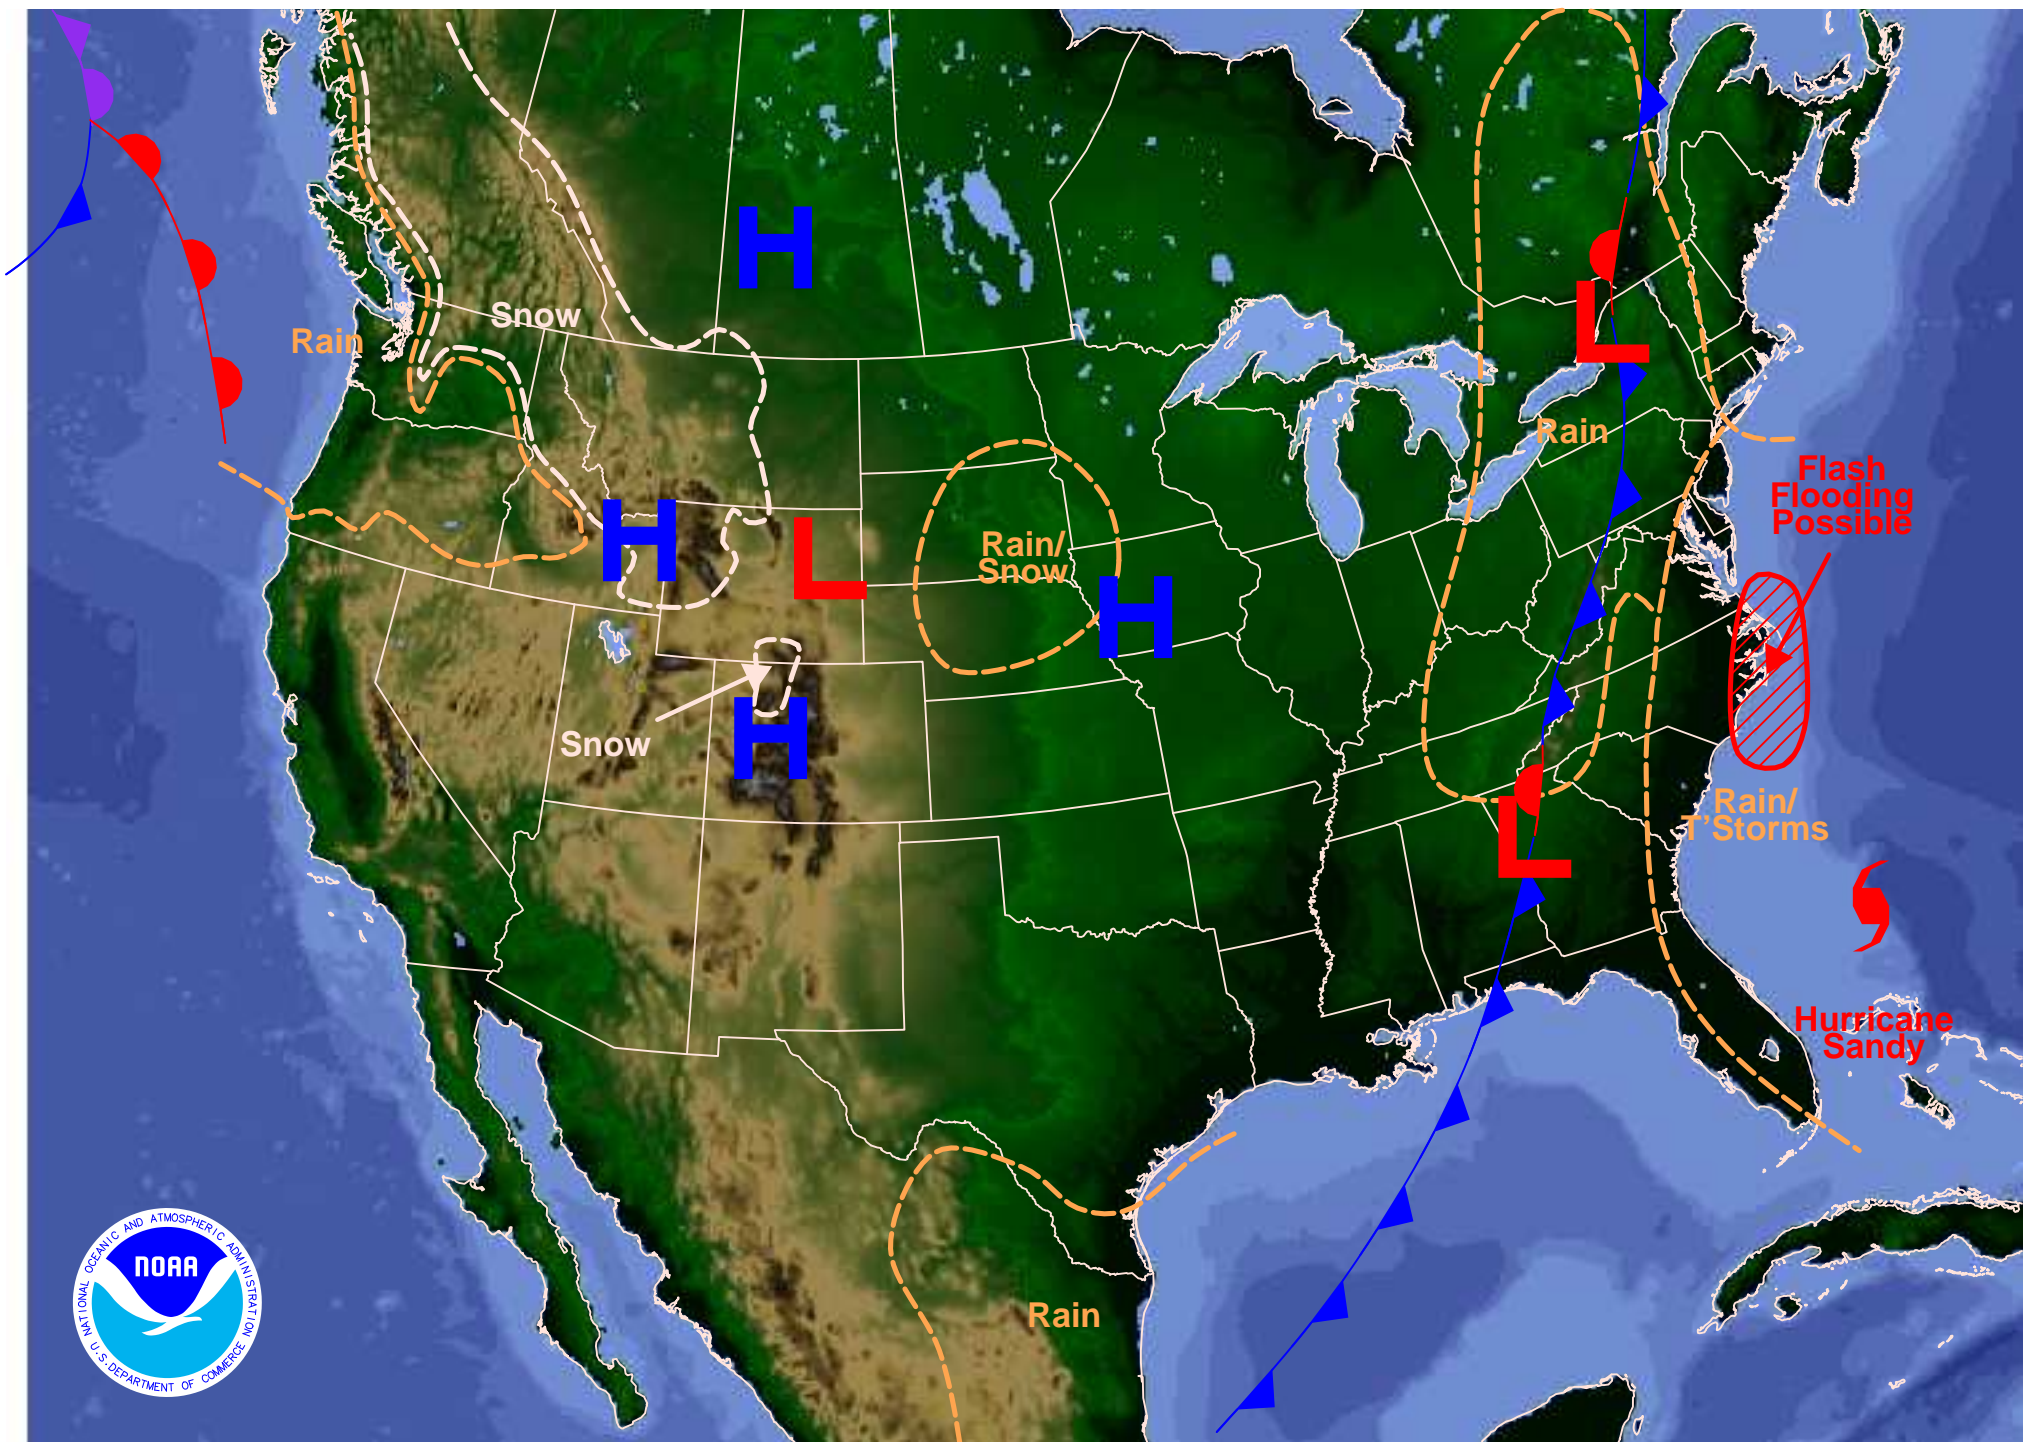 H
Snow
Rain
L
Rain
Flash
Flooding
Possible
H
L
Rain/
Snow
H
Snow
H
L
Rain/
T'Storms
Hurricane
Sandy
Rain
NATIONAL OCEANIC AND ATMOSPHERIC ADMINISTRATION
NOAA
U.S. DEPARTMENT OF COMMERCE